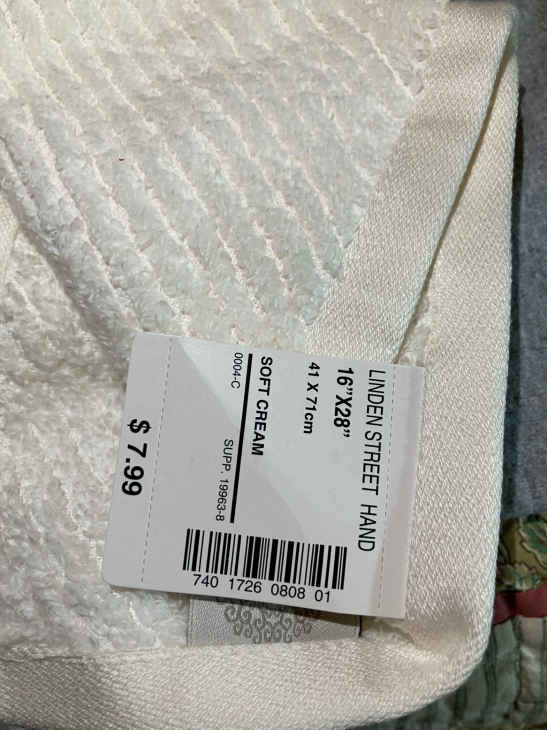 LINDEN STREET HAND
16”X28”
41 X 71cm
SOFT CREAM
0004-C
SUPP. 19963-8
740 1726 0808 01
$ 7.99